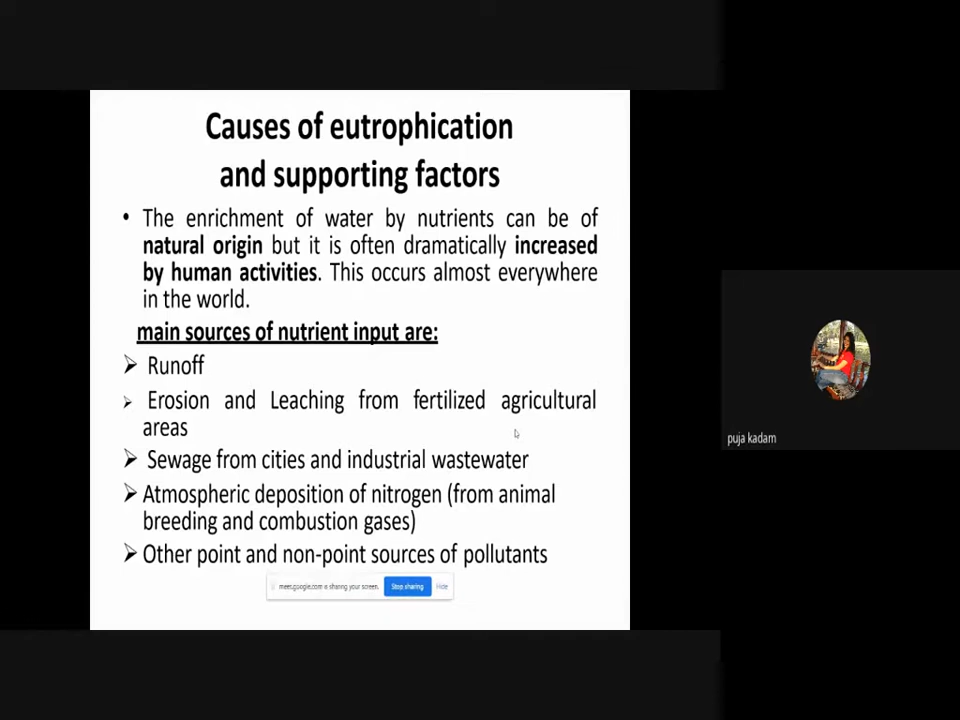 Causes of eutrophication
and supporting factors
• The enrichment of water by nutrients can be of
natural origin but it is often dramatically increased
by human activities. This occurs almost everywhere
in the world.
main sources of nutrient input are:
➢ Runoff
➢ Erosion and Leaching from fertilized agricultural
areas
➢ Sewage from cities and industrial wastewater
➢ Atmospheric deposition of nitrogen (from animal
breeding and combustion gases)
➢ Other point and non-point sources of pollutants
meet.google.com is sharing your screen. Stop sharing Hide
puja kadam